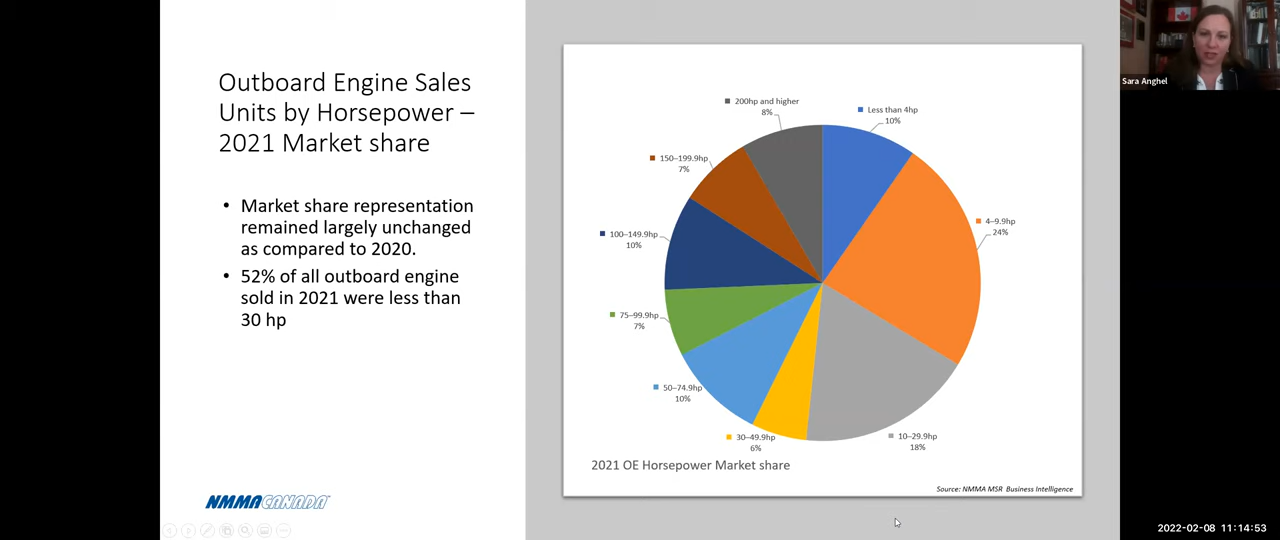 Outboard Engine Sales
Units by Horsepower –
2021 Market share
• Market share representation
remained largely unchanged
as compared to 2020.
• 52% of all outboard engine
sold in 2021 were less than
30 hp
NMMA CANADA
200hp and higher
8%
Less than 4hp
10%
150–199.9hp
7%
4–9.9hp
24%
100–149.9hp
10%
75–99.9hp
7%
50–74.9hp
10%
30–49.9hp
6%
10–29.9hp
18%
2021 OE Horsepower Market share
Source: NMMA MSR Business Intelligence
Sara Anghel
2022-02-08 11:14:53